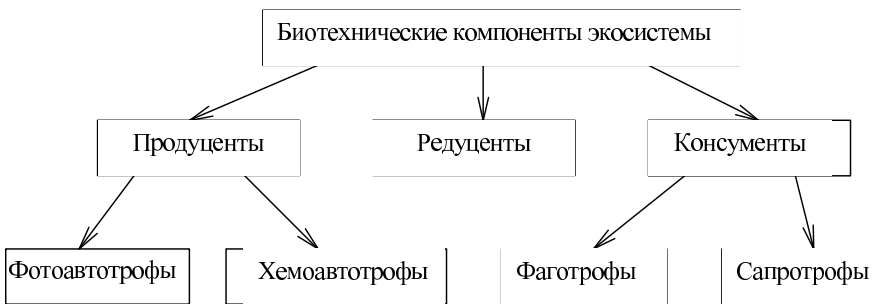 Биотехнические компоненты экосистемы
Продуценты
Редуценты
Консументы
Фотоавтотрофы
Хемоавтотрофы
Фаготрофы
Сапротрофы